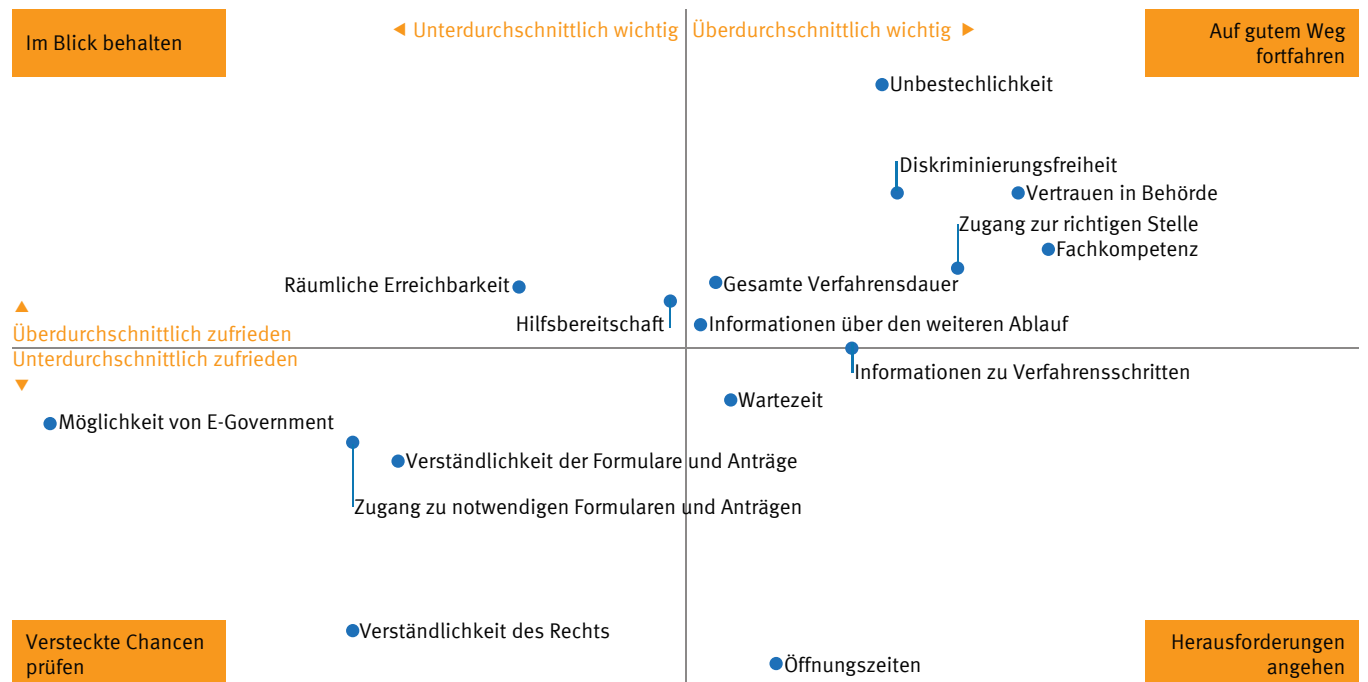 Im Blick behalten
◄ Unterdurchschnittlich wichtig
Überdurchschnittlich wichtig ►
Auf gutem Weg
fortfahren
Unbestechlichkeit
Diskriminierungsfreiheit
Vertrauen in Behörde
Zugang zur richtigen Stelle
Fachkompetenz
Räumliche Erreichbarkeit
Gesamte Verfahrensdauer
Hilfsbereitschaft
Informationen über den weiteren Ablauf
▲
Überdurchschnittlich zufrieden
Unterdurchschnittlich zufrieden
▼
Informationen zu Verfahrensschritten
Wartezeit
Möglichkeit von E-Government
Verständlichkeit der Formulare und Anträge
Zugang zu notwendigen Formularen und Anträgen
Verständlichkeit des Rechts
Öffnungszeiten
Versteckte Chancen
prüfen
Herausforderungen
angehen